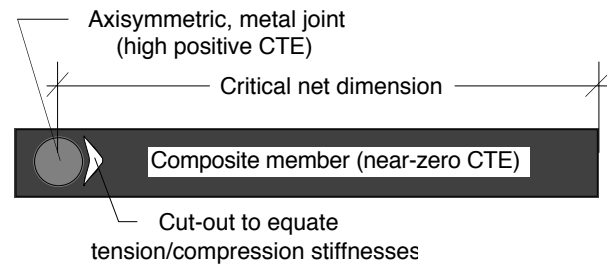 Axisymmetric, metal joint
(high positive CTE)
Critical net dimension
Composite member (near-zero CTE)
Cut-out to equate
tension/compression stiffnesses